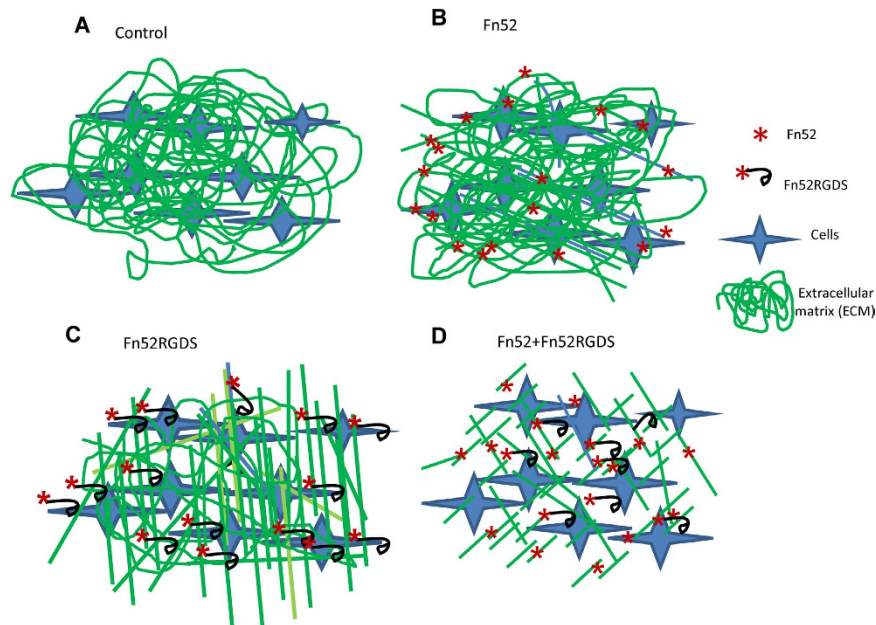 A
Control
B
Fn52
Fn52
Fn52RGDS
Cells
Extracellular
matrix (ECM)
C
Fn52RGDS
D
Fn52+Fn52RGDS